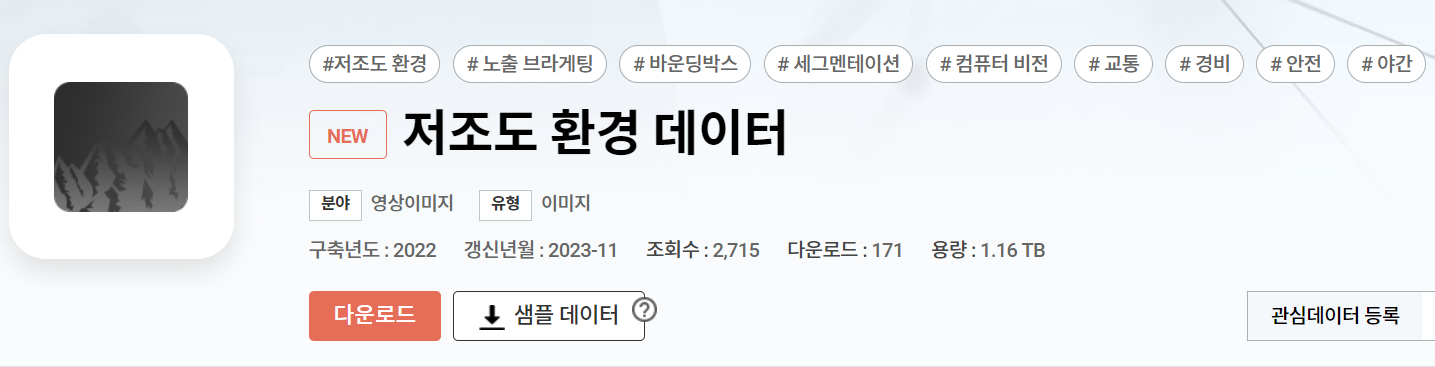 #저조도 환경 # 노출 브라게팅 # 바운딩박스 # 세그멘테이션 # 컴퓨터 비전 # 교통 # 경비 # 안전 # 야간
NEW 저조도 환경 데이터
분야 영상이미지 유형 이미지
구축년도 : 2022 갱신년월 : 2023-11 조회수 : 2,715 다운로드 : 171 용량 : 1.16 TB
다운로드 샘플 데이터 ? 관심데이터 등록